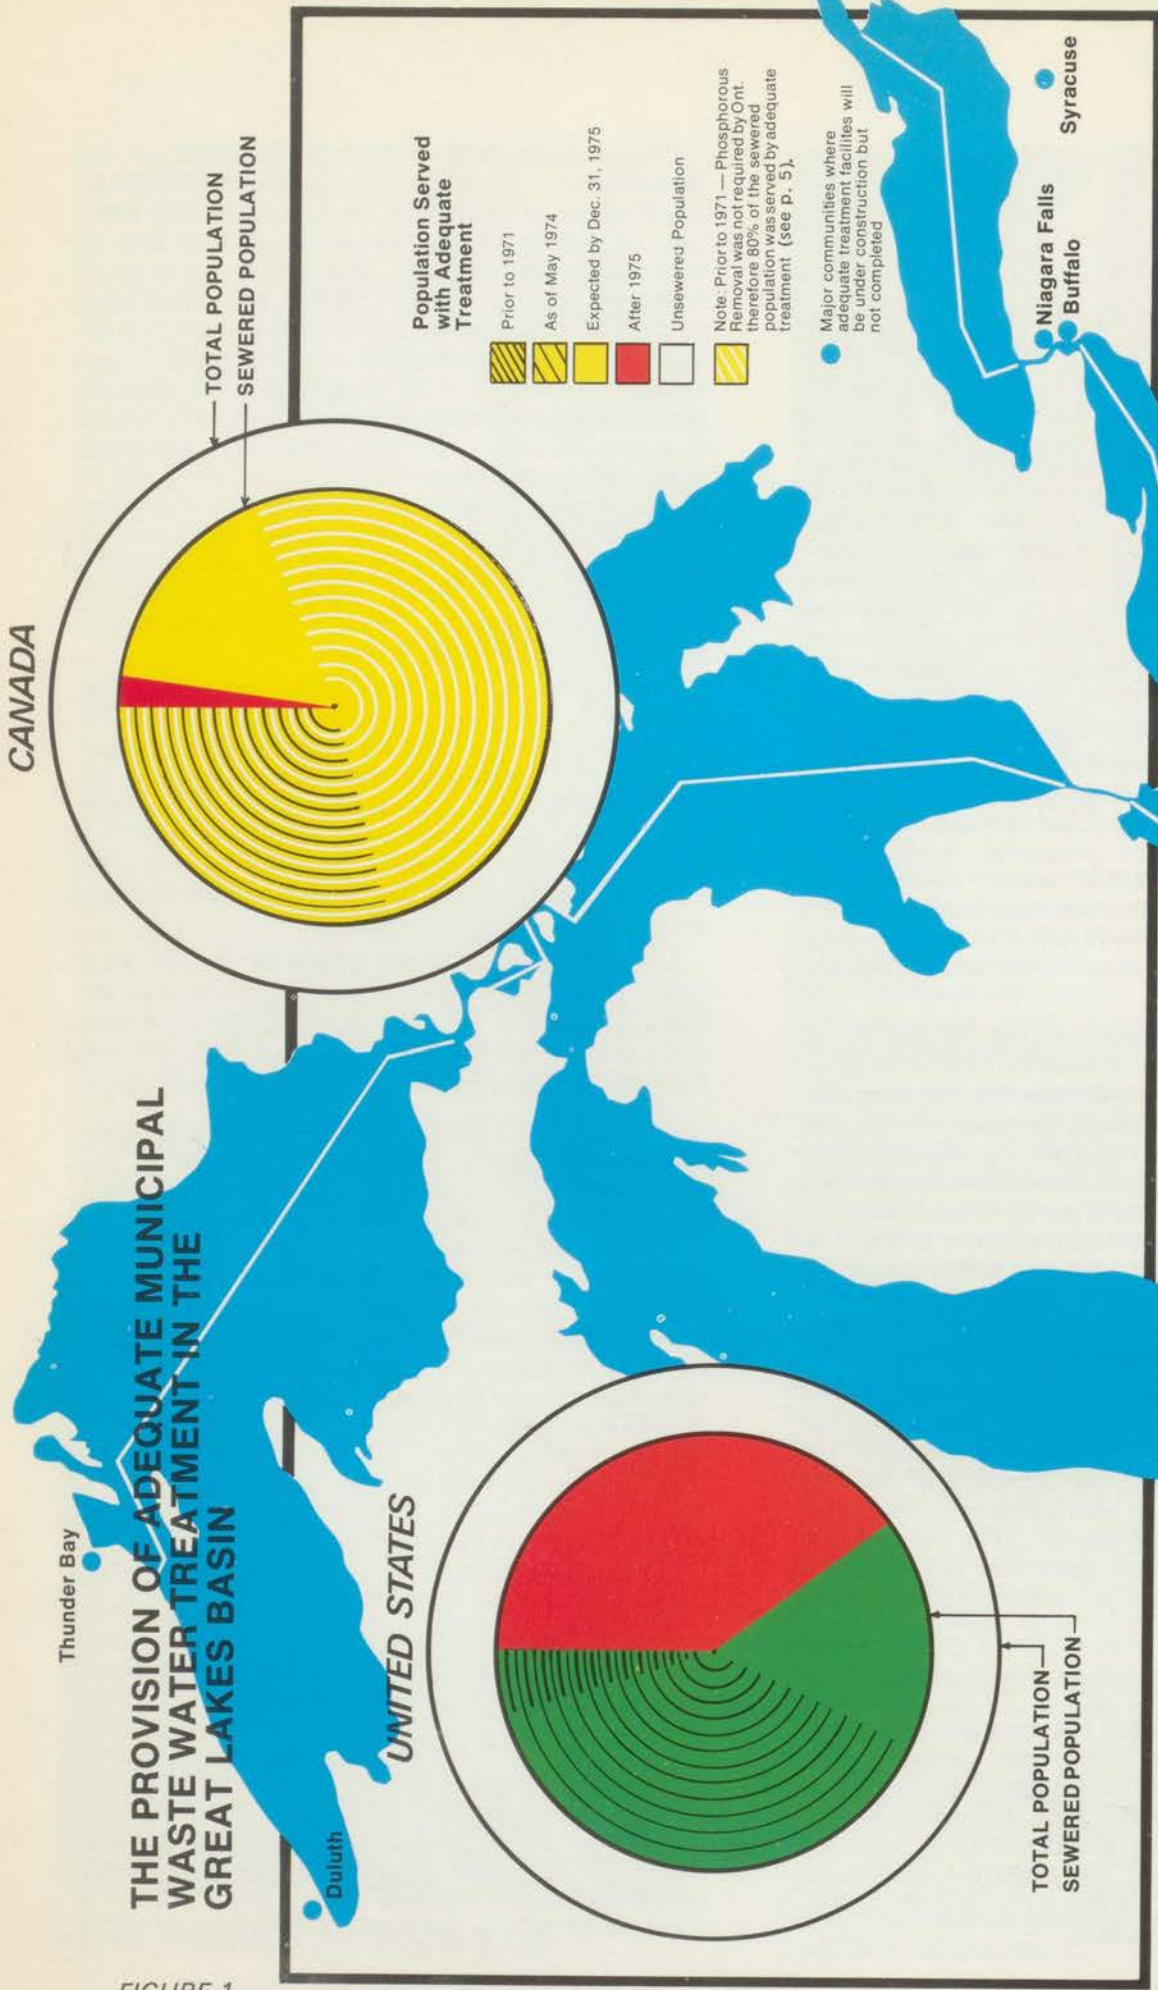 FIGURE 1
THE PROVISION OF ADEQUATE MUNICIPAL
WASTE WATER TREATMENT IN THE
GREAT LAKES BASIN
CANADA
TOTAL POPULATION
SEWERED POPULATION
Thunder Bay
Duluth
UNITED STATES
TOTAL POPULATION
SEWERED POPULATION
Population Served
with Adequate
Treatment
Prior to 1971
As of May 1974
Expected by Dec. 31, 1975
After 1975
Unsewered Population
Note: Prior to 1971 — Phosphorous
Removal was not required by Ont.
therefore 80% of the sewered
population was served by adequate
treatment (see p. 5).
Major communities where
adequate treatment facilites will
be under construction but
not completed
Niagara Falls
Buffalo
Syracuse